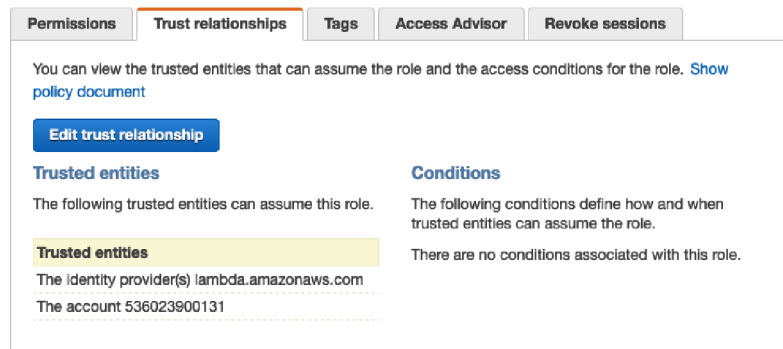 Permissions
Trust relationships
Tags
Access Advisor
Revoke sessions
You can view the trusted entities that can assume the role and the access conditions for the role. Show
policy document
Edit trust relationship
Trusted entities
The following trusted entities can assume this role.
Trusted entities
The identity provider(s) lambda.amazonaws.com
The account 536023900131
Conditions
The following conditions define how and when
trusted entities can assume the role.
There are no conditions associated with this role.